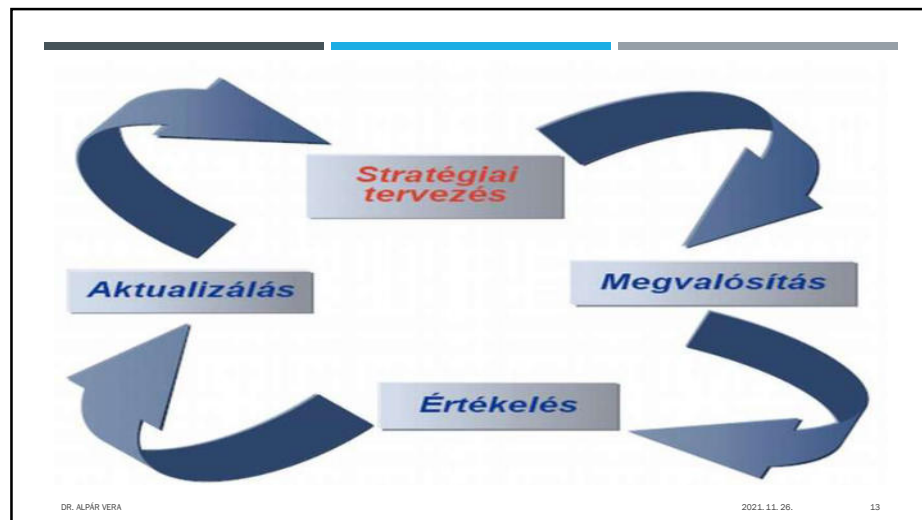 Stratégiai
tervezés
Aktualizálás
Megvalósítás
Értékelés
DR. ALPÁR VERA
2021. 11. 26.
13